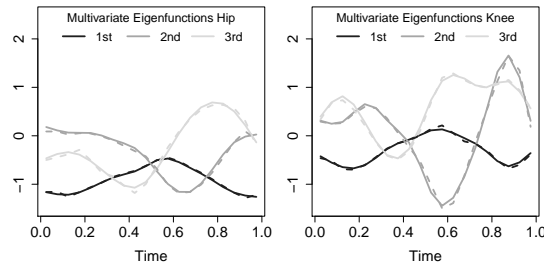 Multivariate Eigenfunctions Hip
1st 2nd 3rd
2
1
0
−1
0.0 0.2 0.4 0.6 0.8 1.0
Time
Multivariate Eigenfunctions Knee
1st 2nd 3rd
2
1
0
−1
0.0 0.2 0.4 0.6 0.8 1.0
Time